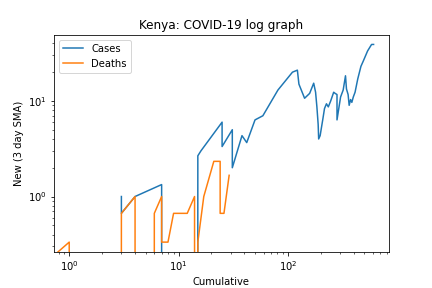 Kenya: COVID-19 log graph
Cases
Deaths
New (3 day SMA)
10¹
10⁰
10⁰ 10¹ 10²
Cumulative